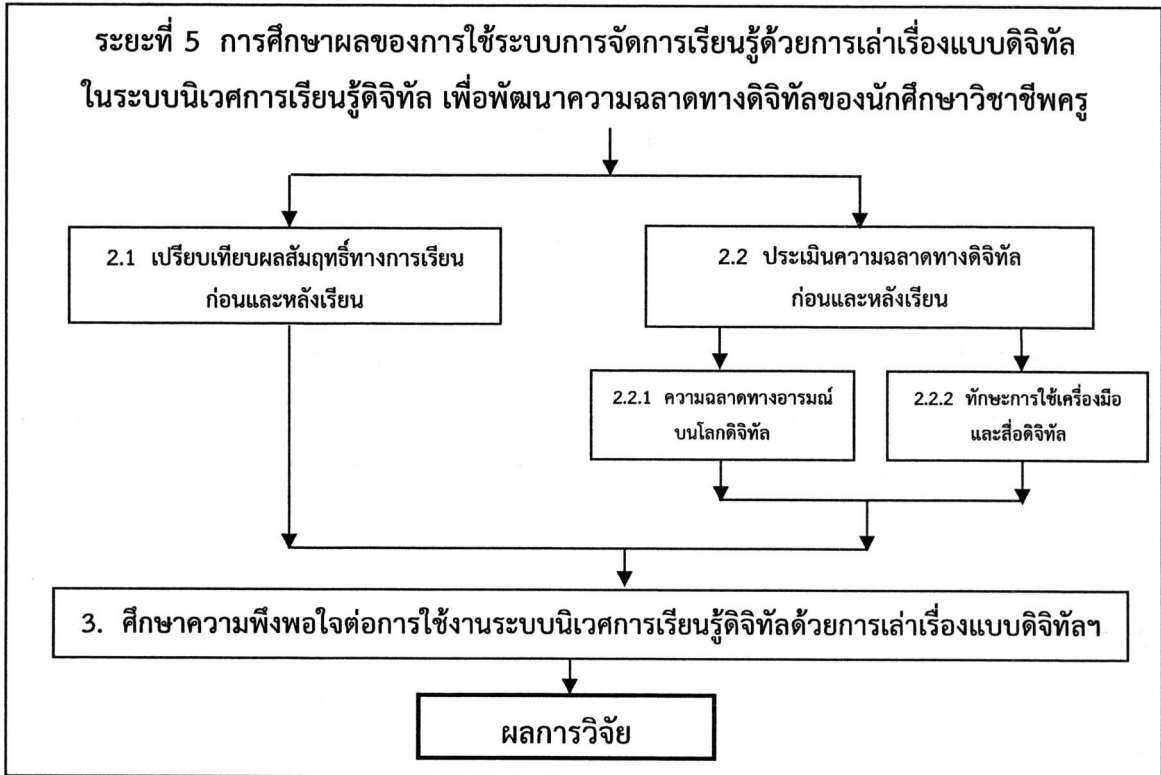 ระยะที่ 5 การศึกษาผลของการใช้ระบบการจัดการเรียนรู้ด้วยการเล่าเรื่องแบบดิจิทัล
ในระบบนิเวศการเรียนรู้ดิจิทัล เพื่อพัฒนาความฉลาดทางดิจิทัลของนักศึกษาวิชาชีพครู
2.1 เปรียบเทียบผลสัมฤทธิ์ทางการเรียน
ก่อนและหลังเรียน
2.2 ประเมินความฉลาดทางดิจิทัล
ก่อนและหลังเรียน
2.2.1 ความฉลาดทางอารมณ์
บนโลกดิจิทัล
2.2.2 ทักษะการใช้เครื่องมือ
และสื่อดิจิทัล
3. ศึกษาความพึงพอใจต่อการใช้งานระบบนิเวศการเรียนรู้ดิจิทัลด้วยการเล่าเรื่องแบบดิจิทัลฯ
ผลการวิจัย